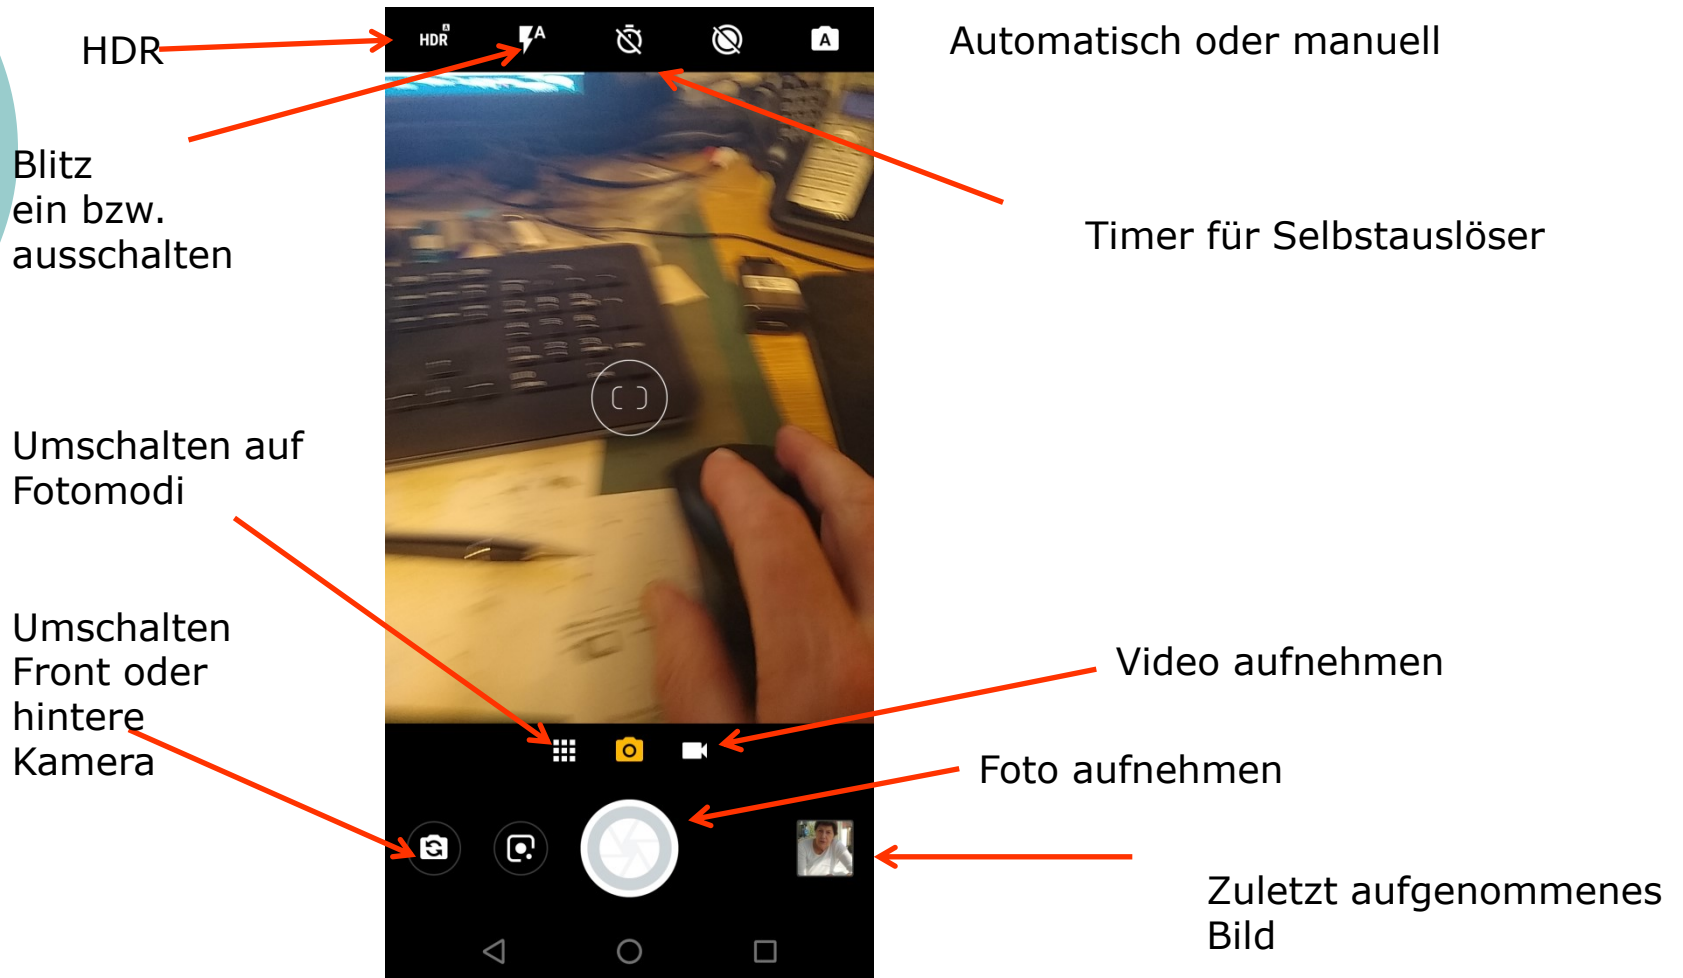 HDR
HDR A
A
A
Automatisch oder manuell
Blitz
ein bzw.
ausschalten
Timer für Selbstauslöser
Umschalten auf
Fotomodi
Umschalten
Front oder
hintere
Kamera
Video aufnehmen
Foto aufnehmen
Zuletzt aufgenommenes
Bild